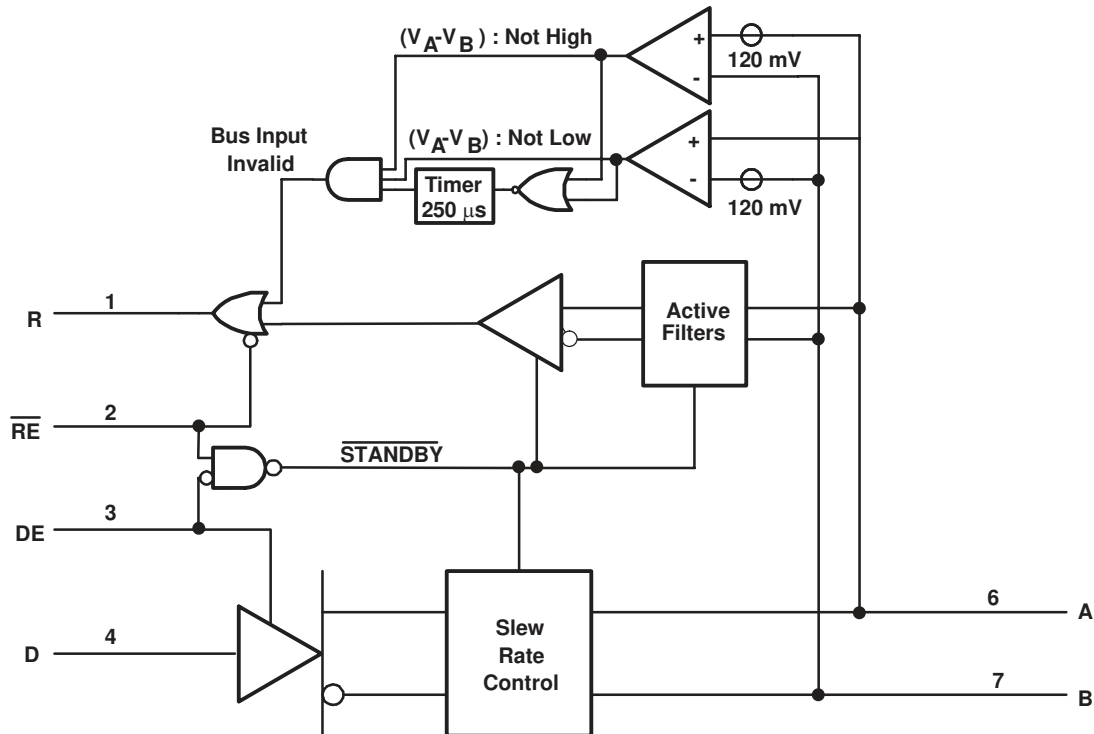 (VA-VB) : Not High
+
-
120 mV
Bus Input
Invalid
(VA-VB) : Not Low
+
-
120 mV
Timer
250 μs
R
1
Active
Filters
RE
2
STANDBY
DE
3
D
4
Slew
Rate
Control
6
A
7
B